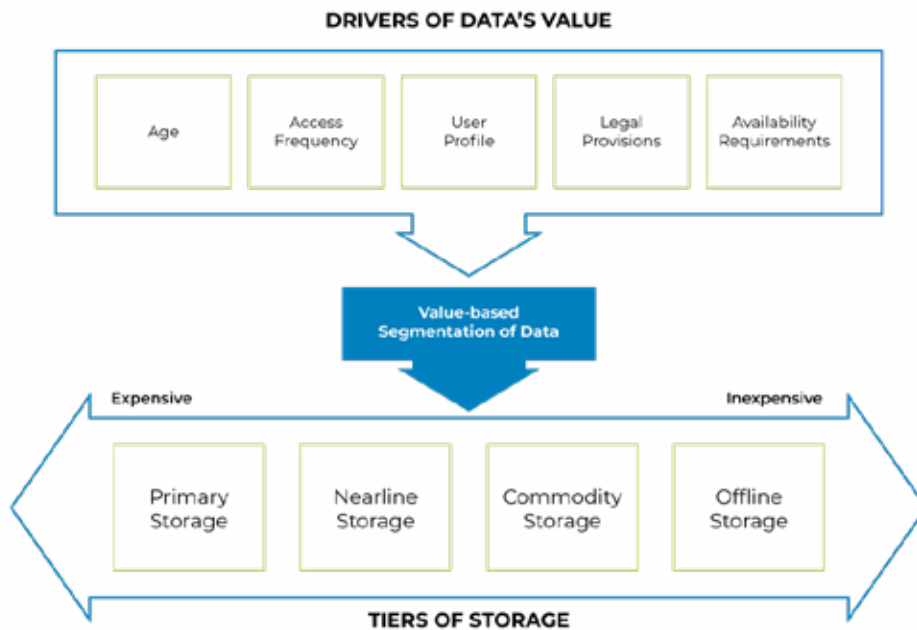 DRIVERS OF DATA'S VALUE
Age
Access
Frequency
User
Profile
Legal
Provisions
Availability
Requirements
Value-based
Segmentation of Data
Expensive
Inexpensive
Primary
Storage
Nearline
Storage
Commodity
Storage
Offline
Storage
TIERS OF STORAGE